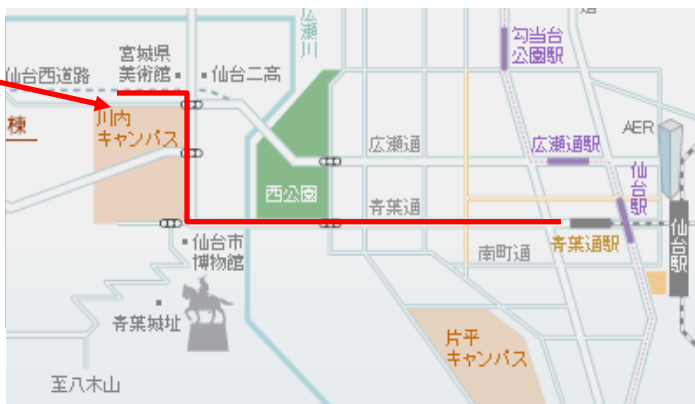 広瀬川
宮城県
美術館
仙台西道路
仙台二高
勾当台
公園駅
棟
川内
キャンパス
広瀬通
広瀬通駅
AER
仙台駅
西公園
青葉通
仙台市
博物館
南町通
青葉通駅
仙台駅
青葉城址
片平
キャンパス
至八木山